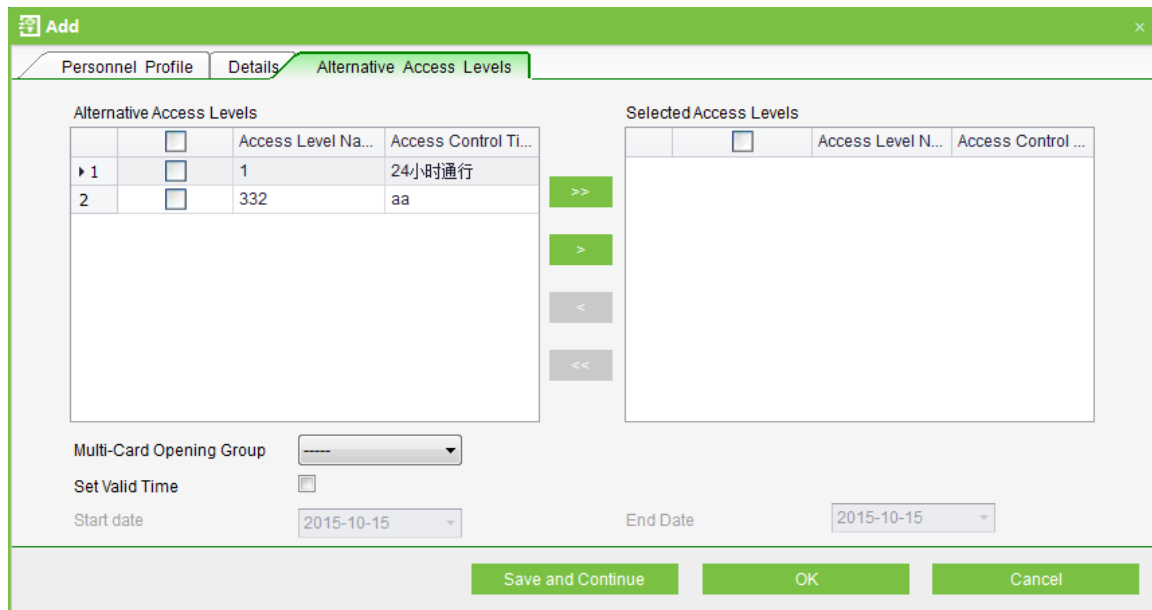 Add ×
Personnel Profile Details Alternative Access Levels
Alternative Access Levels Selected Access Levels
Access Level Na... Access Control Ti... Access Level N... Access Control ...
1 1 24小时通行
2 332 aa
>>
>
<
<<
Multi-Card Opening Group -----
Set Valid Time
Start date 2015-10-15 End Date 2015-10-15
Save and Continue OK Cancel